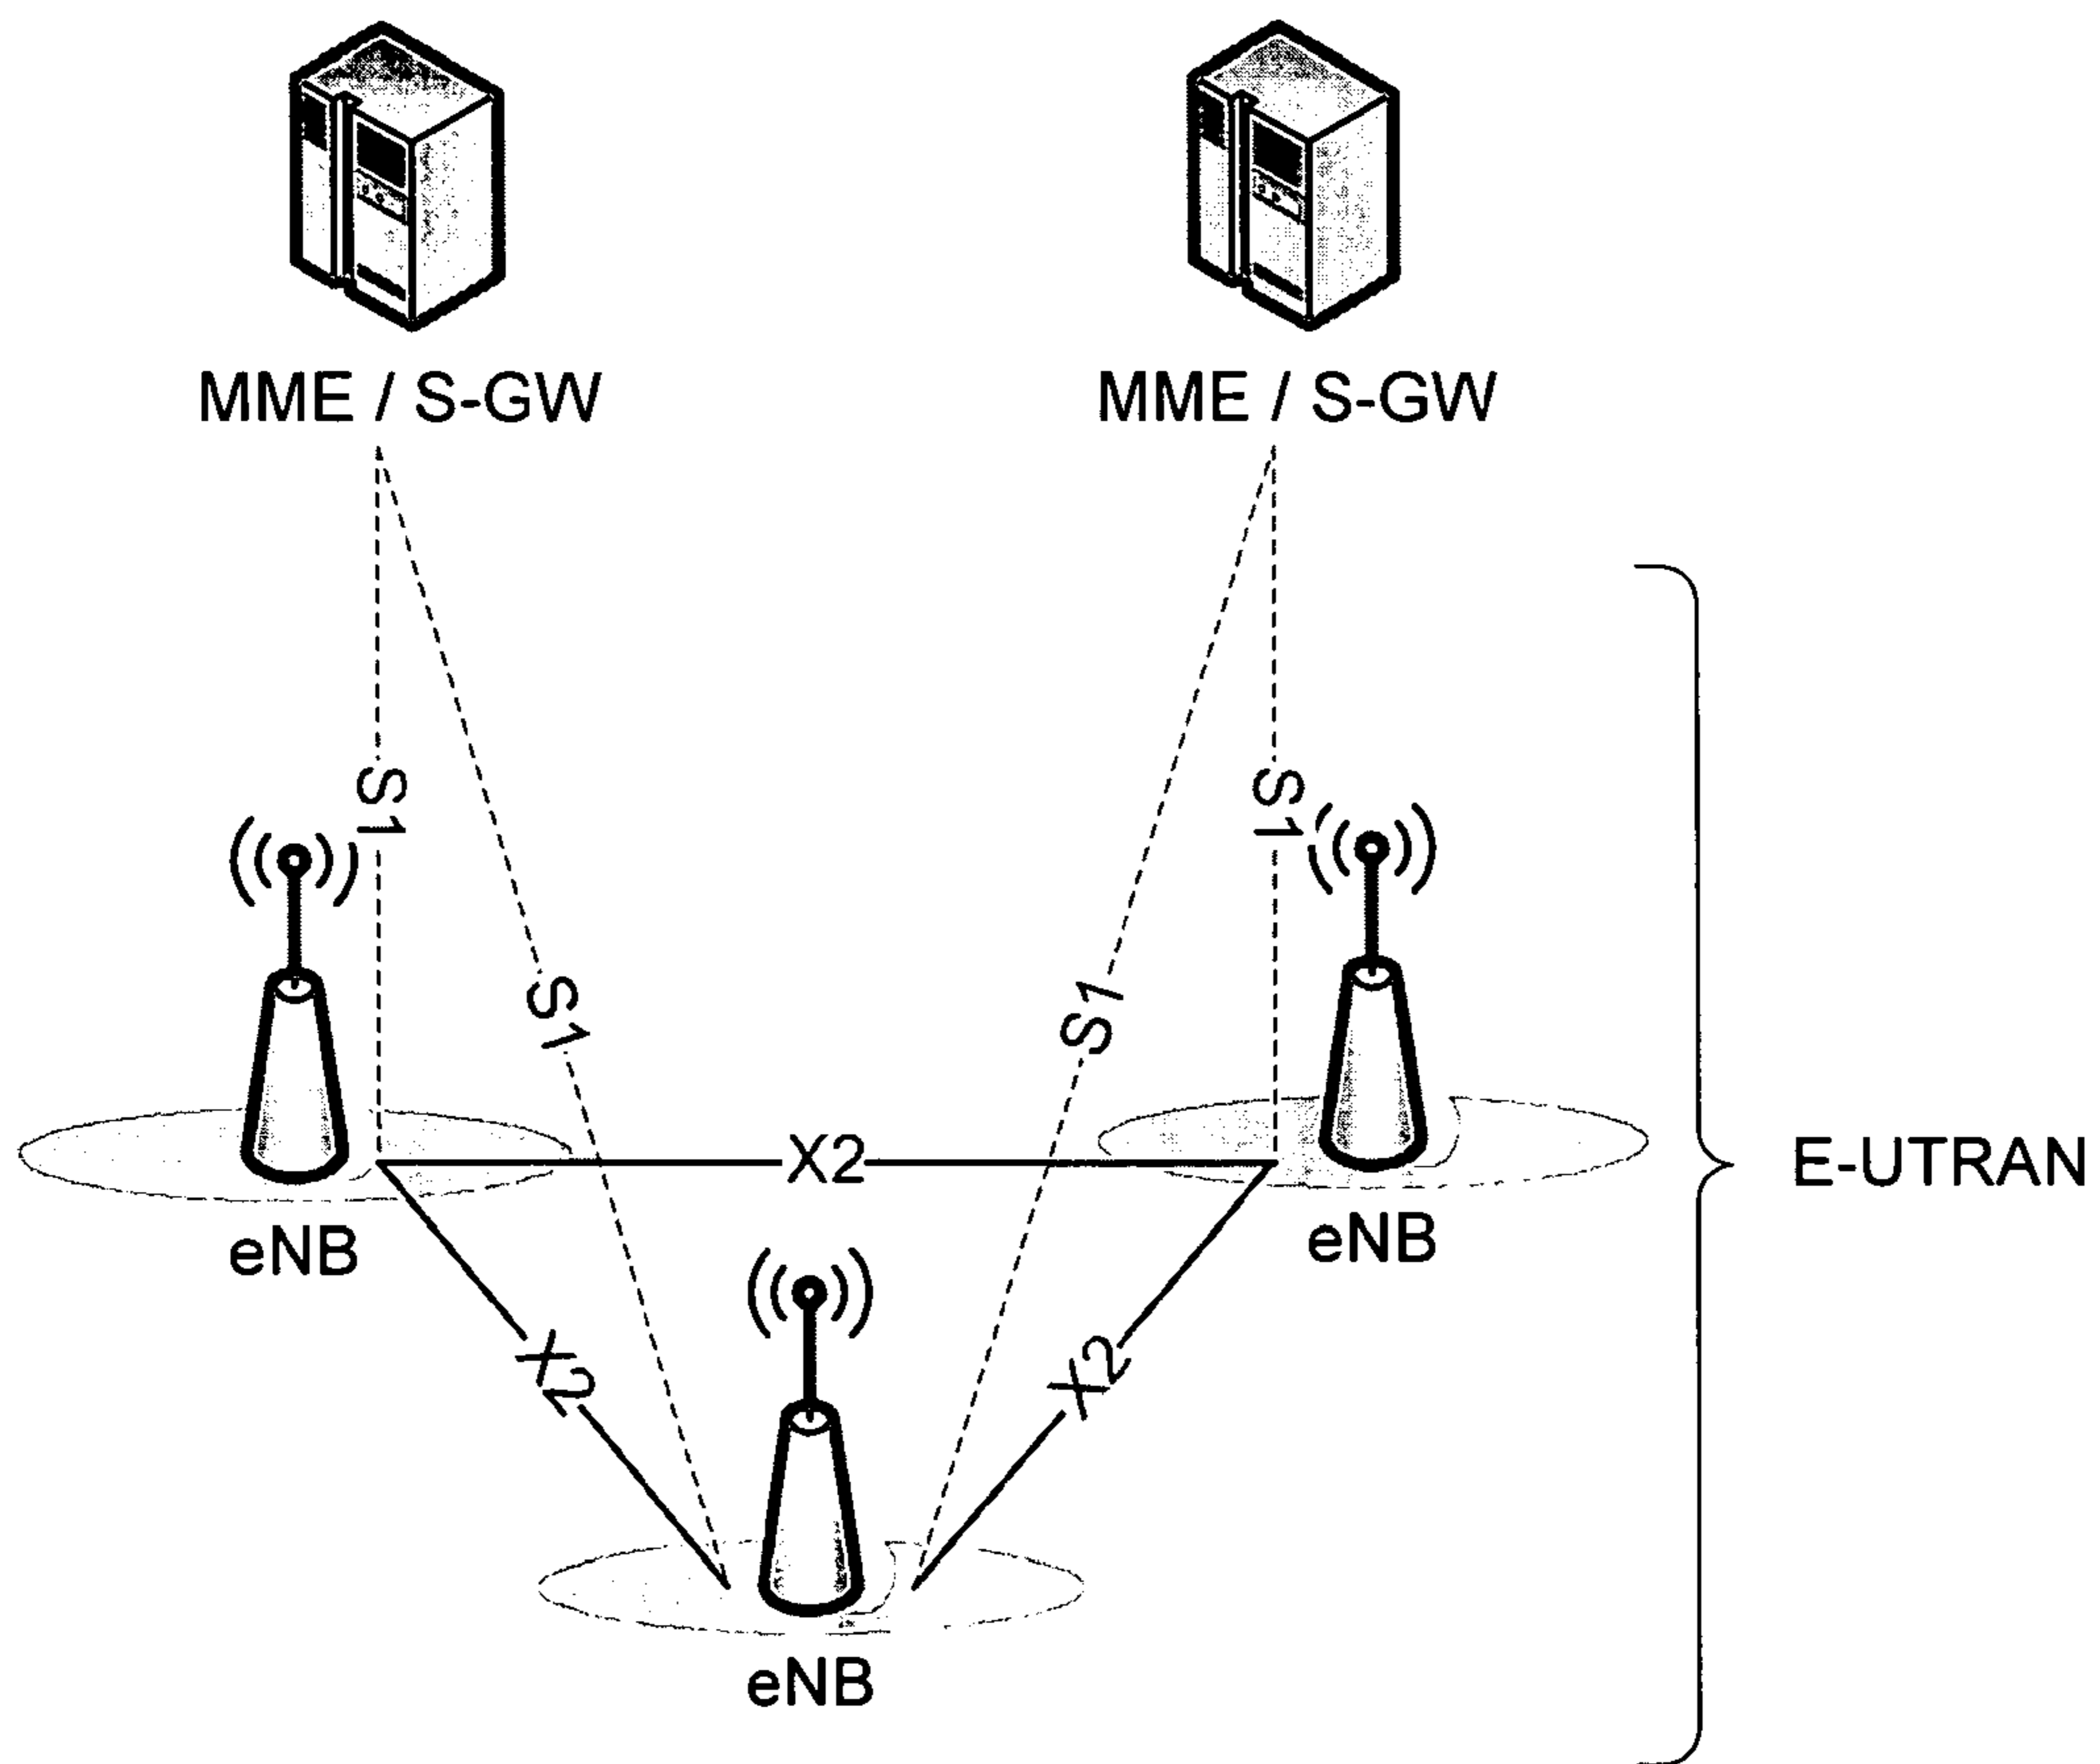 MME / S-GW
MME / S-GW
S1
S1
S1
S1
X2
E-UTRAN
eNB
eNB
X2
X2
eNB